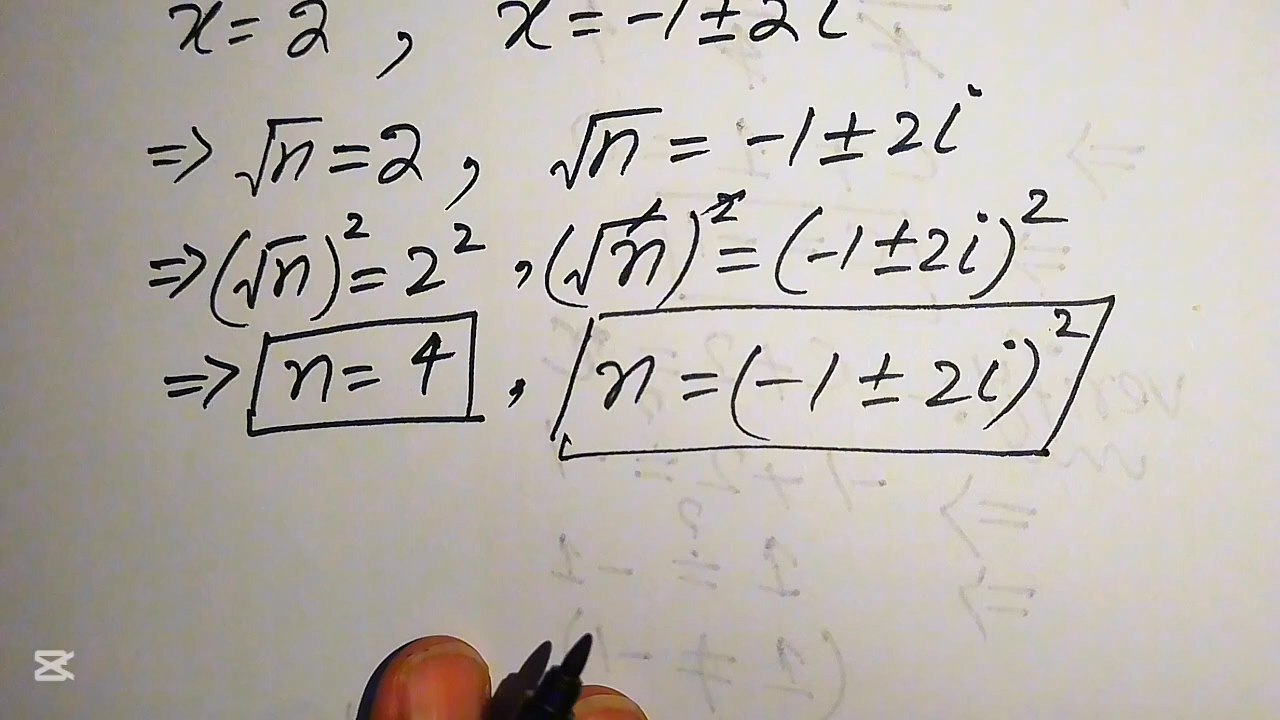 x = 2 , x = -1 ± 2i
⇒ √n = 2 , √n = -1 ± 2i
⇒ (√n)² = 2² , (√n)² = (-1 ± 2i)²
⇒ n = 4 , n = (-1 ± 2i)²